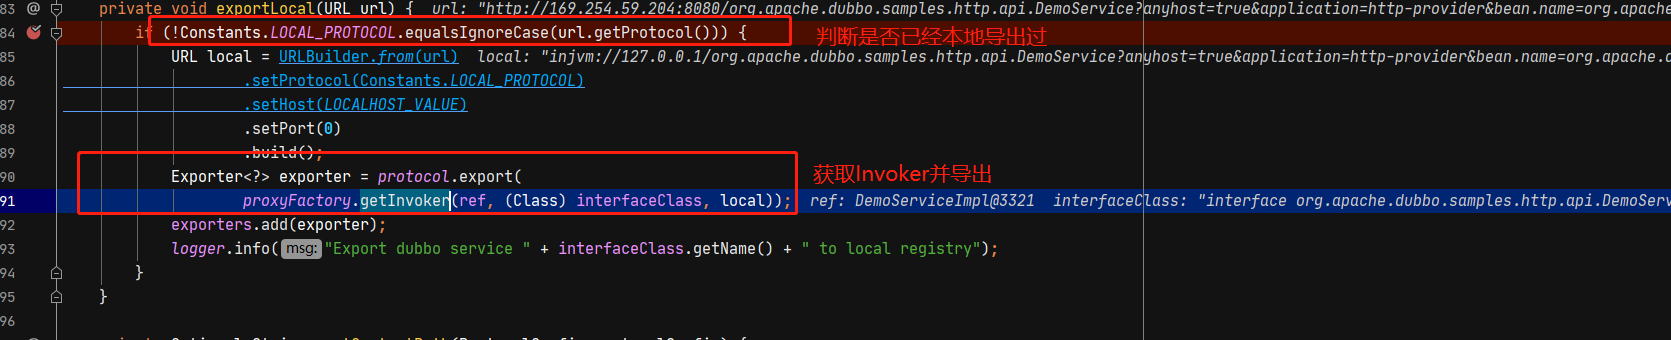 83 @ private void exportLocal(URL url) { url: "http://169.254.59.204:8080/org.apache.dubbo.samples.http.api.DemoService?anyhost=true&application=http-provider&bean.name=org.apache
84 if (!Constants.LOCAL_PROTOCOL.equalsIgnoreCase(url.getProtocol())) { 判断是否已经本地导出过
85 URL local = URLBuilder.from(url) local: "injvm://127.0.0.1/org.apache.dubbo.samples.http.api.DemoService?anyhost=true&application=http-provider&bean.name=org.apache.d
86 .setProtocol(Constants.LOCAL_PROTOCOL)
87 .setHost(LOCALHOST_VALUE)
88 .setPort(0)
89 .build();
90 Exporter<?> exporter = protocol.export( 获取Invoker并导出
91 proxyFactory.getInvoker(ref, (Class) interfaceClass, local)); ref: DemoServiceImpl@3321 interfaceClass: "interface org.apache.dubbo.samples.http.api.DemoServ
92 exporters.add(exporter);
93 logger.info( msg: "Export dubbo service " + interfaceClass.getName() + " to local registry");
94 }
95 }
96